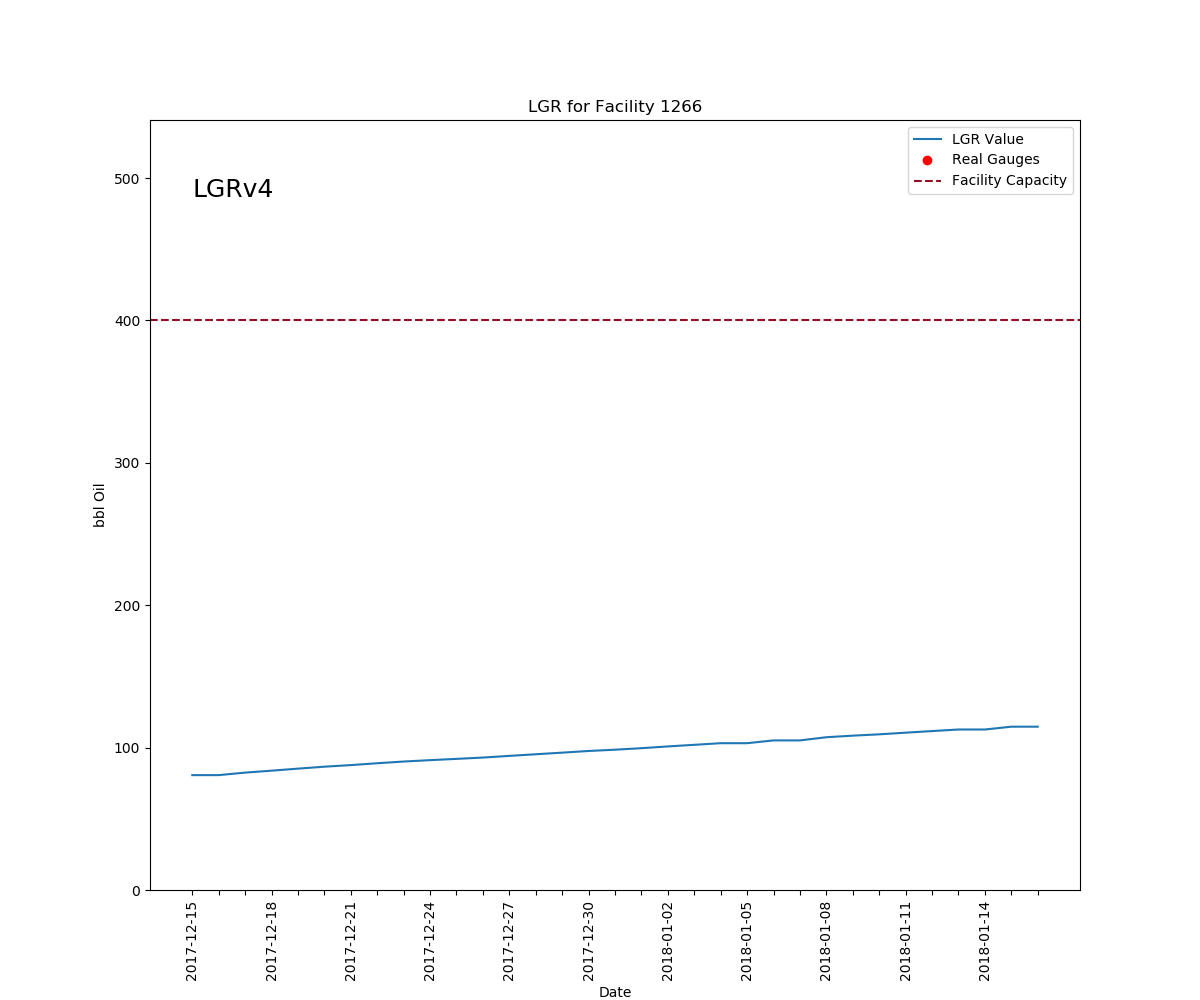 LGR for Facility 1266
LGR Value
Real Gauges
Facility Capacity
LGRv4
500
400
300
200
100
0
bbl Oil
2017-12-15
2017-12-18
2017-12-21
2017-12-24
2017-12-27
2017-12-30
2018-01-02
2018-01-05
2018-01-08
2018-01-11
2018-01-14
Date